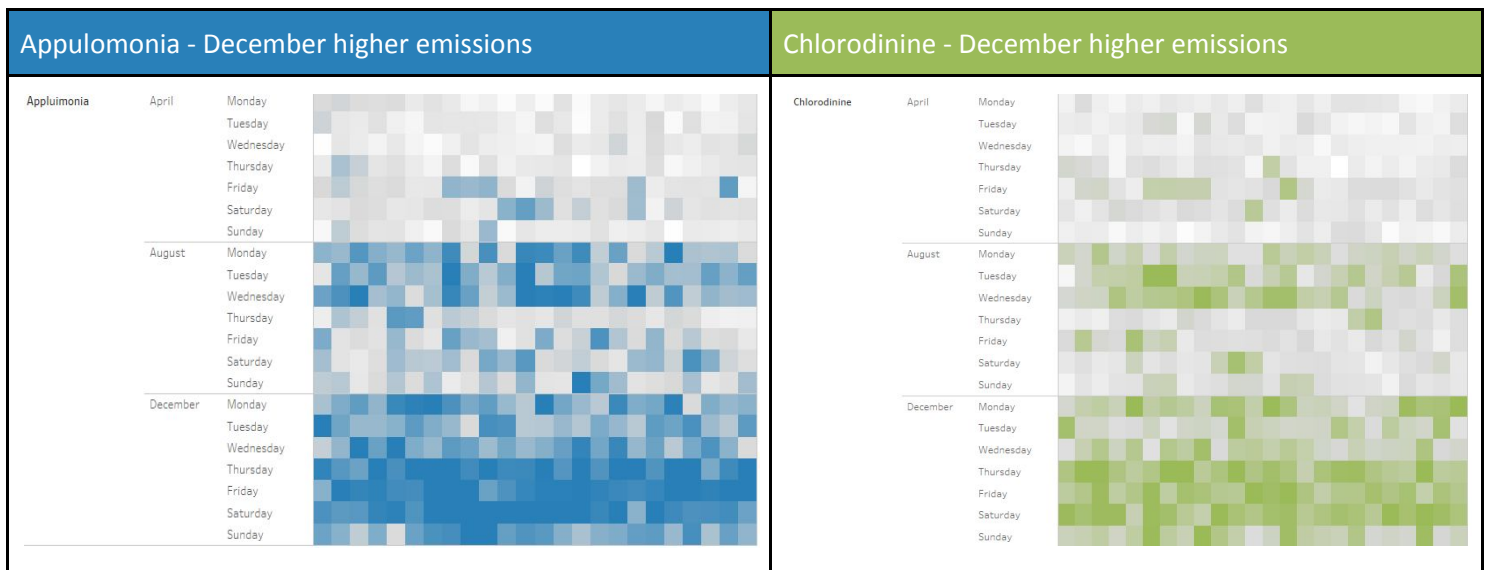 Appulomonia - December higher emissions
Chlorodinine - December higher emissions
Appluimonia April Monday
Tuesday
Wednesday
Thursday
Friday
Saturday
Sunday
August Monday
Tuesday
Wednesday
Thursday
Friday
Saturday
Sunday
December Monday
Tuesday
Wednesday
Thursday
Friday
Saturday
Sunday
Chlorodinine April Monday
Tuesday
Wednesday
Thursday
Friday
Saturday
Sunday
August Monday
Tuesday
Wednesday
Thursday
Friday
Saturday
Sunday
December Monday
Tuesday
Wednesday
Thursday
Friday
Saturday
Sunday